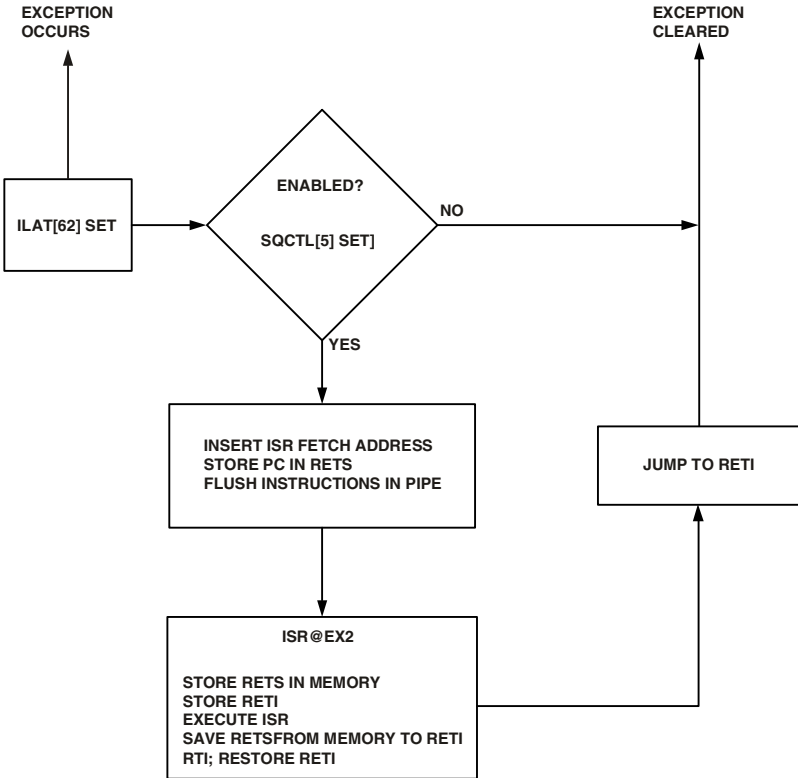 EXCEPTION
OCCURS
EXCEPTION
CLEARED
ILAT[62] SET
ENABLED?
SQCTL[5] SET]
NO
YES
INSERT ISR FETCH ADDRESS
STORE PC IN RETS
FLUSH INSTRUCTIONS IN PIPE
JUMP TO RETI
ISR@EX2
STORE RETS IN MEMORY
STORE RETI
EXECUTE ISR
SAVE RETSFROM MEMORY TO RETI
RTI; RESTORE RETI